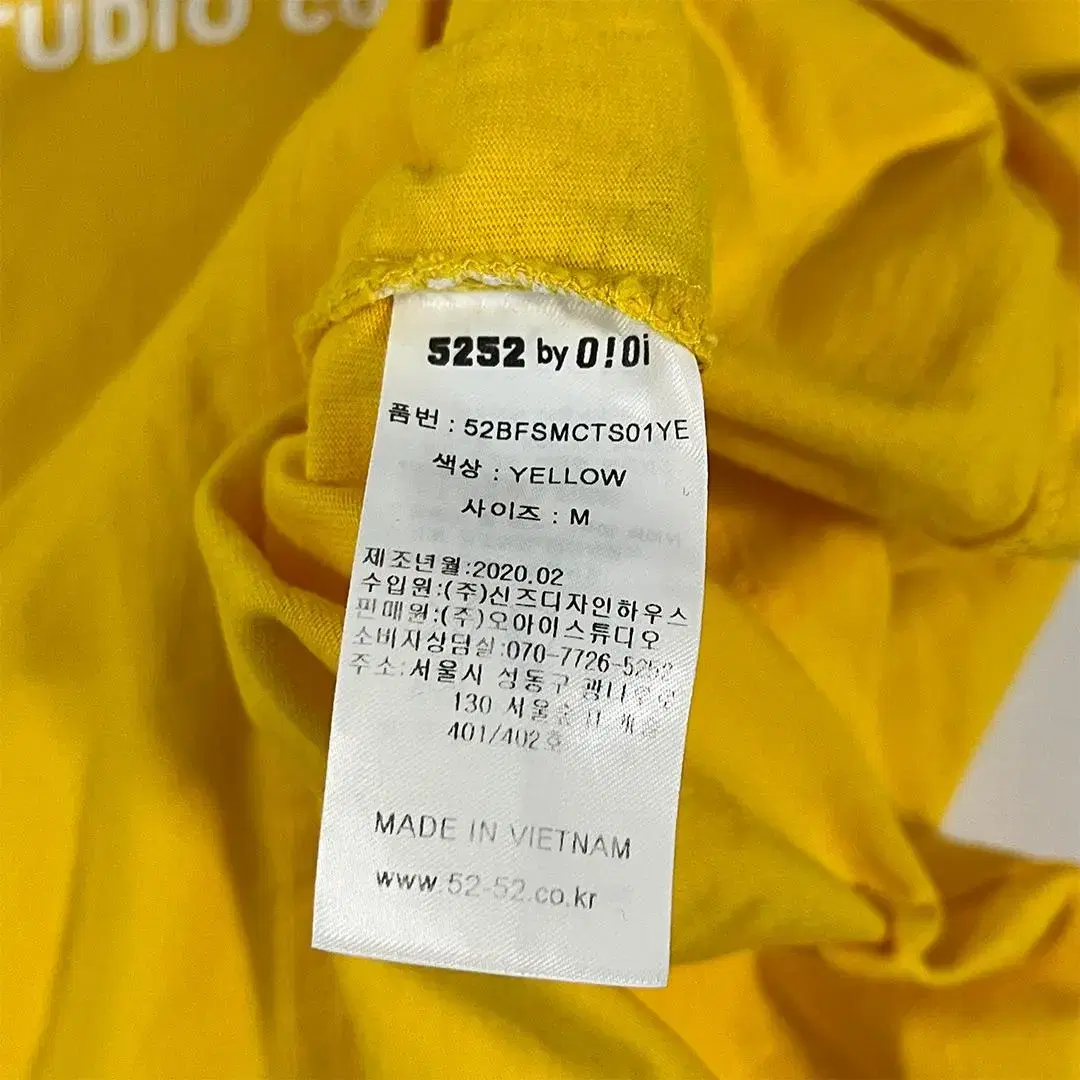 UDIO
5252 by O!Oi
품번 : 52BFSMCTS01YE
색상 : YELLOW
사이즈 : M
제조년월:2020.02
수입원:(주)신즈디자인하우스
판매원:(주)오아이스튜디오
소비자상담실:070-7726-5252
주소:서울시 성동구
130
401/402호
MADE IN VIETNAM
www.52-52.co.kr